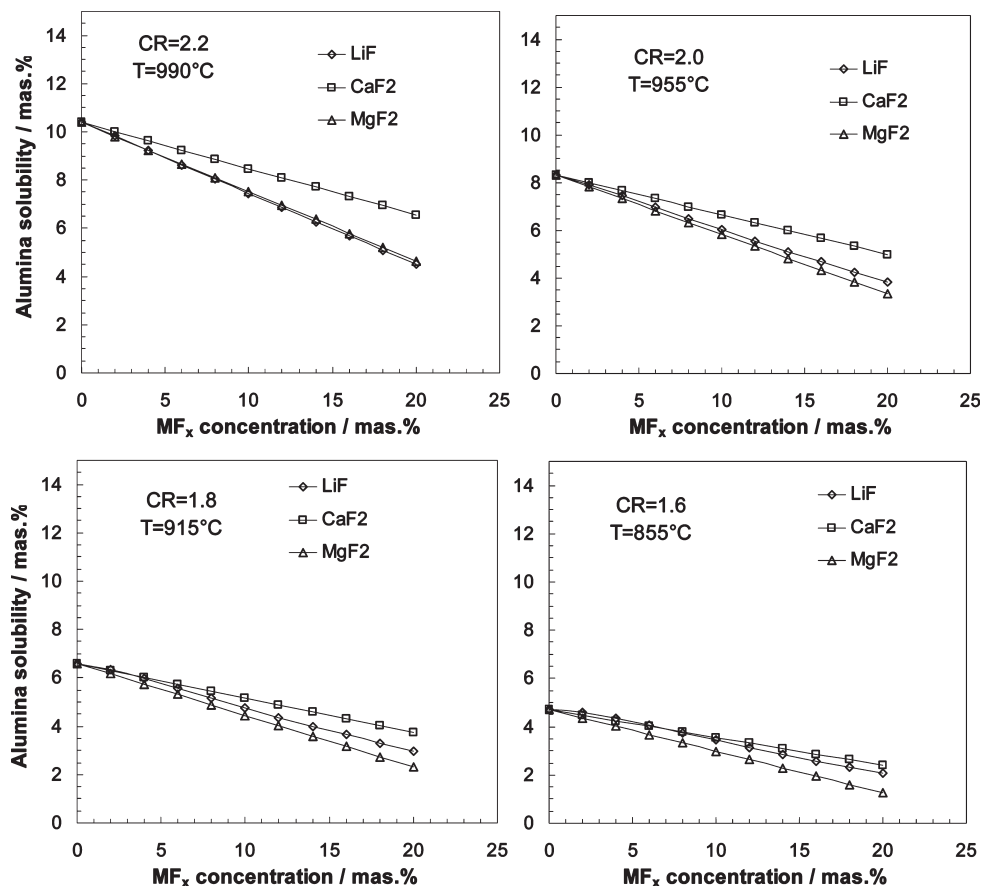 CR=2.2
T=990°C
LiF
CaF2
MgF2
Alumina solubility / mas.%
14
12
10
8
6
4
2
0
0 5 10 15 20 25
MFx concentration / mas.%
CR=2.0
T=955°C
LiF
CaF2
MgF2
14
12
10
8
6
4
2
0
0 5 10 15 20 25
MFx concentration / mas.%
CR=1.8
T=915°C
LiF
CaF2
MgF2
Alumina solubility / mas.%
14
12
10
8
6
4
2
0
0 5 10 15 20 25
MFx concentration / mas.%
CR=1.6
T=855°C
LiF
CaF2
MgF2
14
12
10
8
6
4
2
0
0 5 10 15 20 25
MFx concentration / mas.%